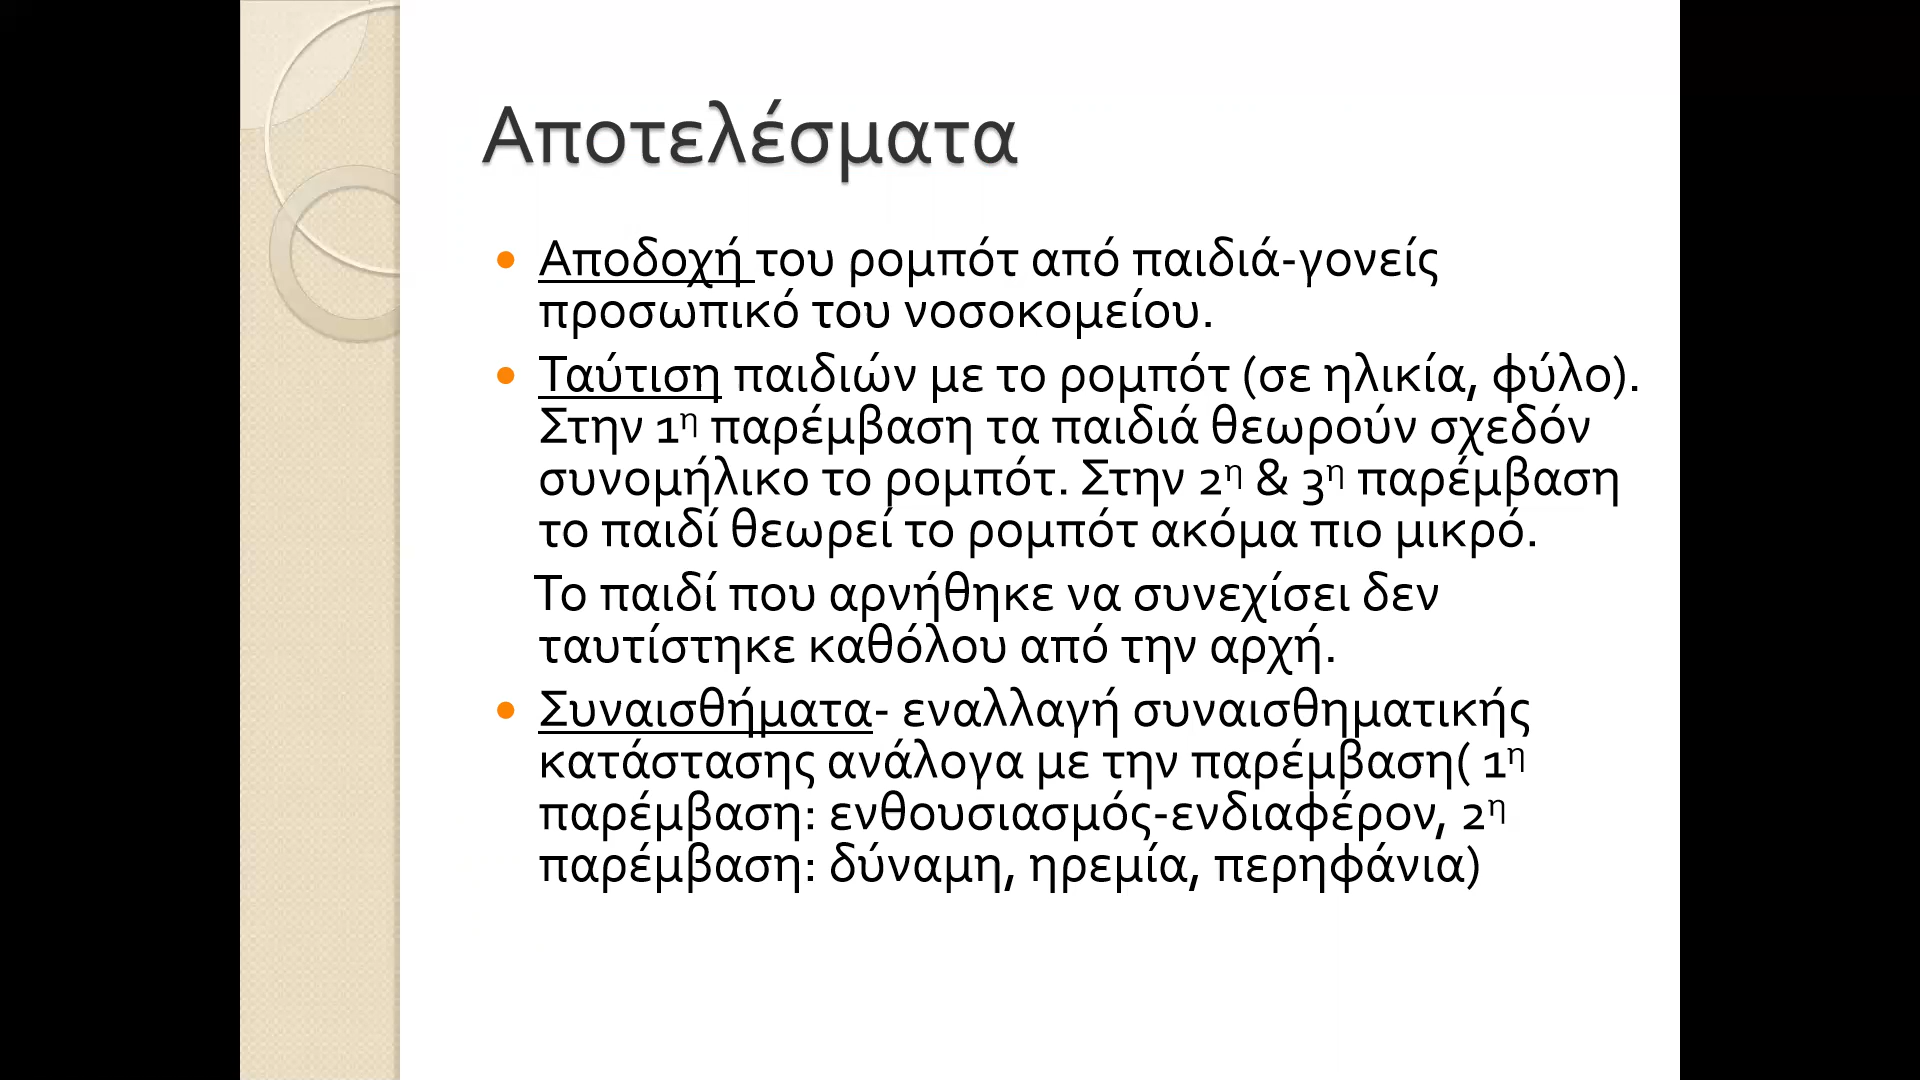 Αποτελέσματα
Αποδοχή του ρομπότ από παιδιά-γονείς
προσωπικό του νοσοκομείου.
Ταύτιση παιδιών με το ρομπότ (σε ηλικία, φύλο).
Στην 1η παρέμβαση τα παιδιά θεωρούν σχεδόν
συνομήλικο το ρομπότ. Στην 2η & 3η παρέμβαση
το παιδί θεωρεί το ρομπότ ακόμα πιο μικρό.
Το παιδί που αρνήθηκε να συνεχίσει δεν
ταυτίστηκε καθόλου από την αρχή.
Συναισθήματα- εναλλαγή συναισθηματικής
κατάστασης ανάλογα με την παρέμβαση( 1η
παρέμβαση: ενθουσιασμός-ενδιαφέρον, 2η
παρέμβαση: δύναμη, ηρεμία, περηφάνια)